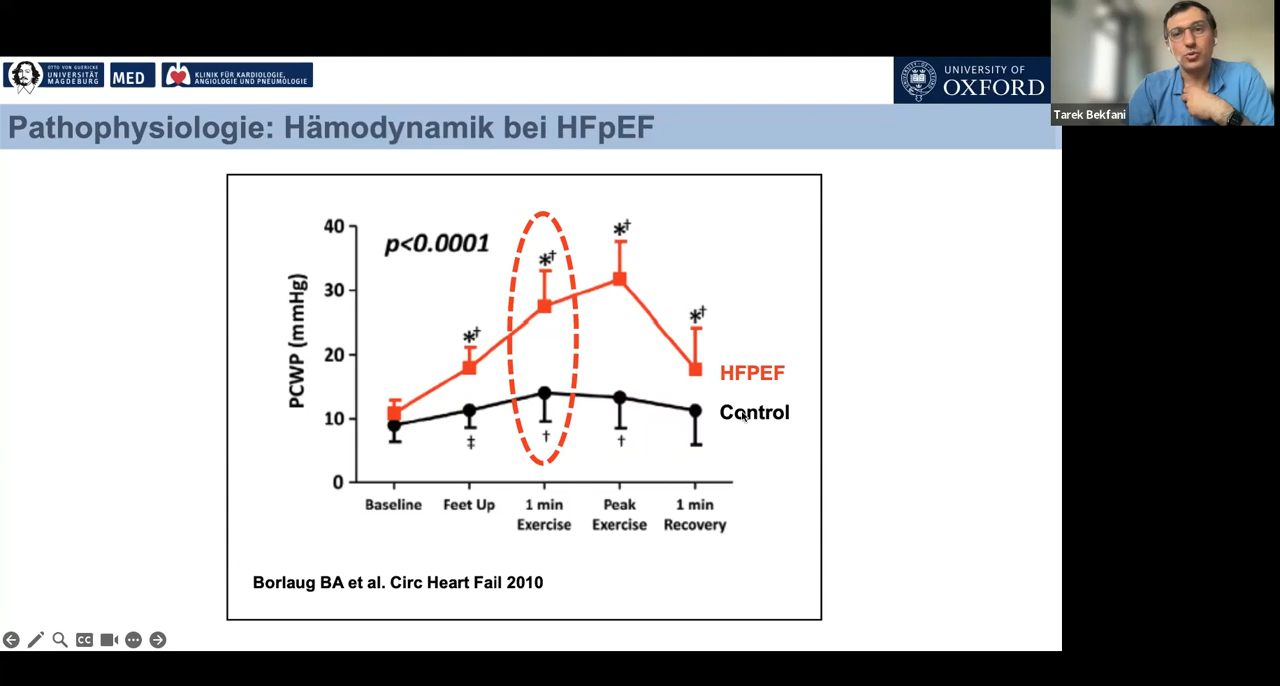 OTTO VON GUERICKE
UNIVERSITÄT
MAGDEBURG
MED
KLINIK FÜR KARDIOLOGIE,
ANGIOLOGIE UND PNEUMOLOGIE
UNIVERSITY OF
OXFORD
Tarek Bekfani
Pathophysiologie: Hämodynamik bei HFpEF
p<0.0001
PCWP (mmHg)
40
30
20
10
0
*†
*†
*†
*†
‡
†
†
HFPEF
Control
Baseline
Feet Up
1 min
Exercise
Peak
Exercise
1 min
Recovery
Borlaug BA et al. Circ Heart Fail 2010
CC